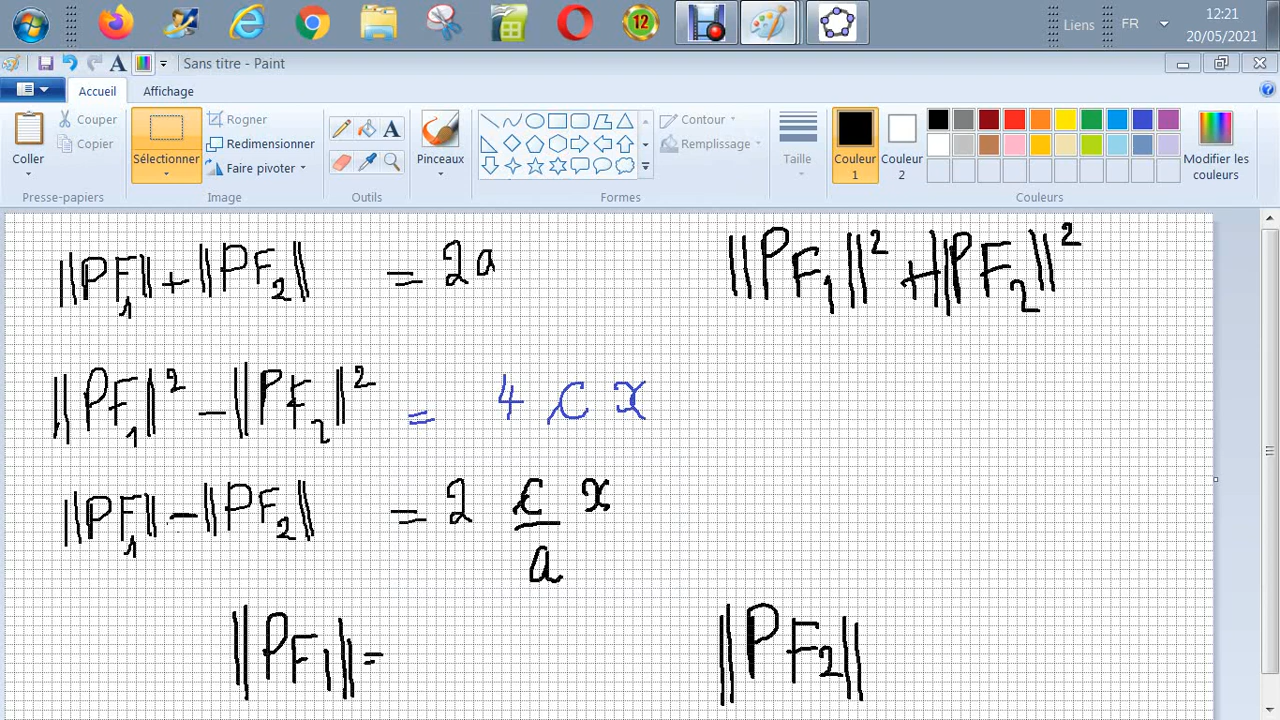 12
Liens
FR
12:21
20/05/2021
Sans titre - Paint
Accueil
Affichage
Coller
Couper
Copier
Presse-papiers
Sélectionner
Rogner
Redimensionner
Faire pivoter
Image
A
Outils
Pinceaux
Contour
Remplissage
Formes
Taille
Couleur 1
Couleur 2
Modifier les couleurs
Couleurs
||PF₁|| + ||PF₂|| = 2a
||PF₁||² + ||PF₂||²
||PF₁||² - ||PF₂||² = 4 c x
||PF₁|| - ||PF₂|| = 2 c/a x
||PF₁|| =
||PF₂||